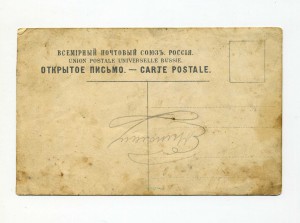 ВСЕМІРНЫЙ ПОЧТОВЫЙ СОЮЗЪ. РОССІЯ.
UNION POSTALE UNIVERSELLE RUSSIE.
ОТКРЫТОЕ ПИСЬМО. — CARTE POSTALE.